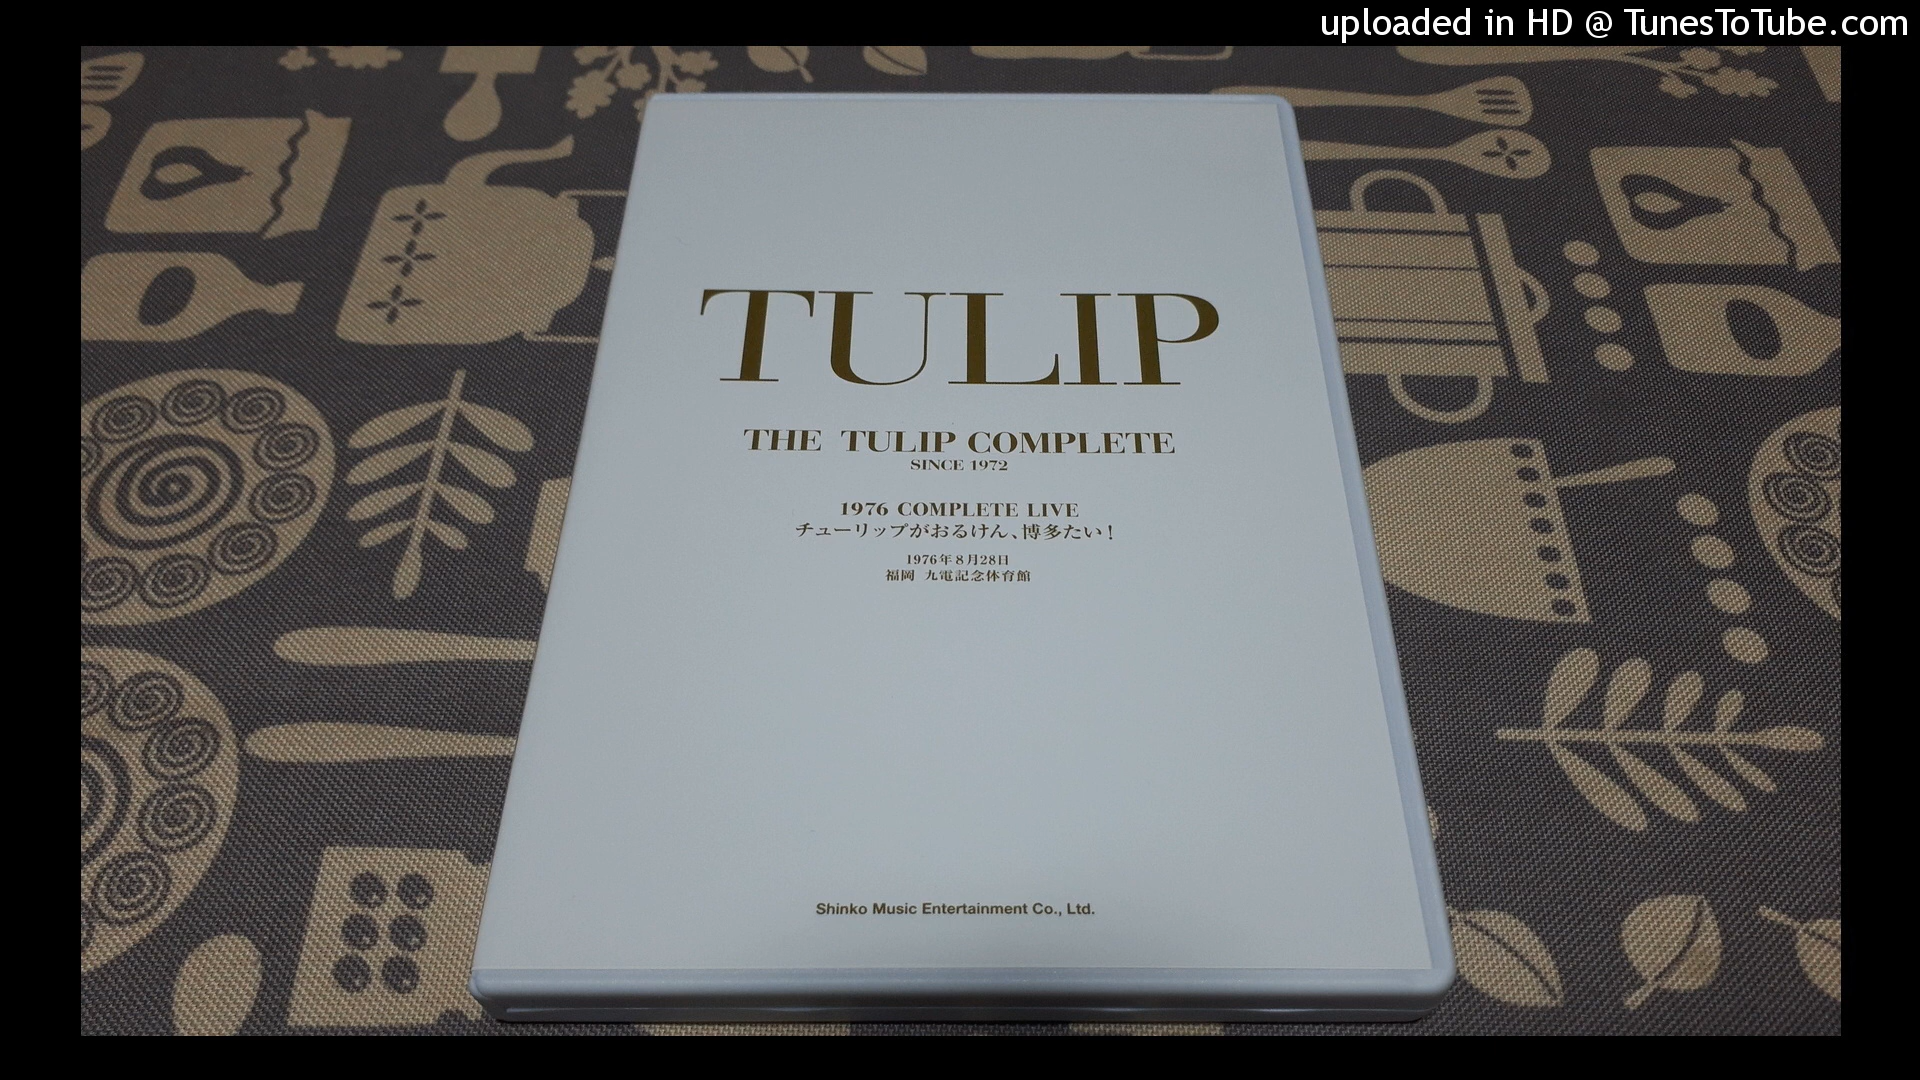 uploaded in HD @ TunesToTube.com
TULIP
THE TULIP COMPLETE
SINCE 1972
1976 COMPLETE LIVE
チューリップがおるけん、博多たい!
1976年8月28日
福岡 九電記念体育館
Shinko Music Entertainment Co., Ltd.